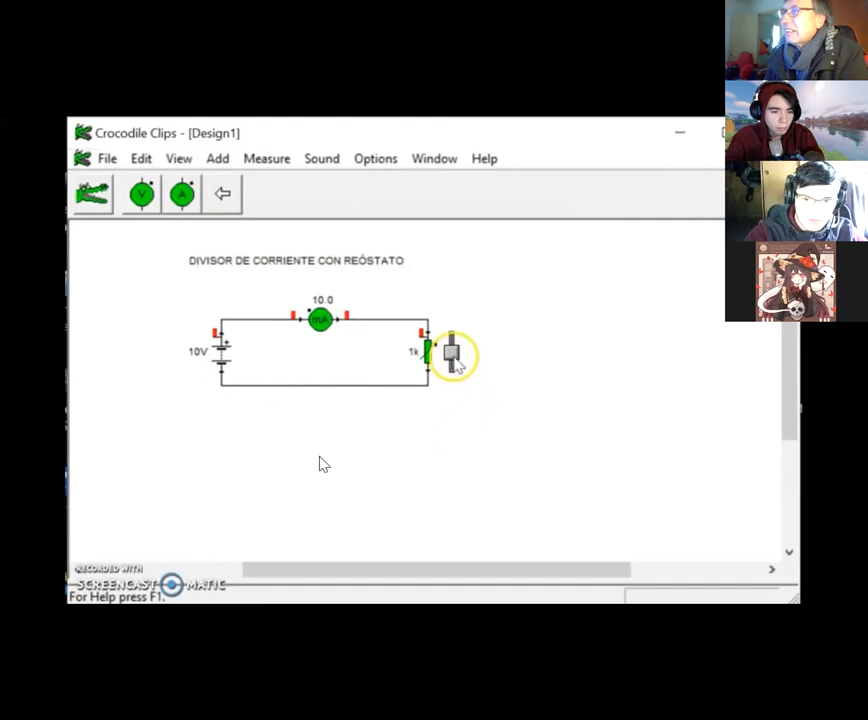 Crocodile Clips - [Design1]
File Edit View Add Measure Sound Options Window Help
V A
DIVISOR DE CORRIENTE CON REÓSTATO
10.0
mA
10V
1k
RECORDED WITH
SCREENCAST MATIC
For Help press F1.